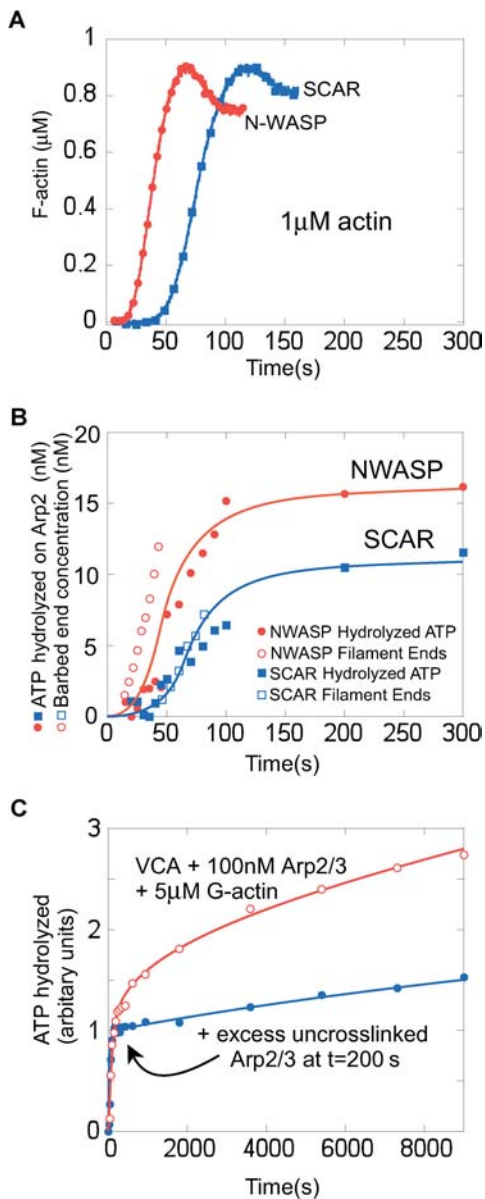 A
1
0.8
0.6
0.4
0.2
0
F-actin (μM)
SCAR
N-WASP
1μM actin
0 50 100 150 200 250 300
Time(s)
B
20
15
10
5
0
ATP hydrolyzed on Arp2 (nM)
Barbed end concentration (nM)
NWASP
SCAR
NWASP Hydrolyzed ATP
NWASP Filament Ends
SCAR Hydrolyzed ATP
SCAR Filament Ends
0 50 100 150 200 250 300
Time(s)
C
3
2
1
0
ATP hydrolyzed
(arbitary units)
VCA + 100nM Arp2/3
+ 5μM G-actin
+ excess uncrosslinked
Arp2/3 at t=200 s
0 2000 4000 6000 8000
Time(s)